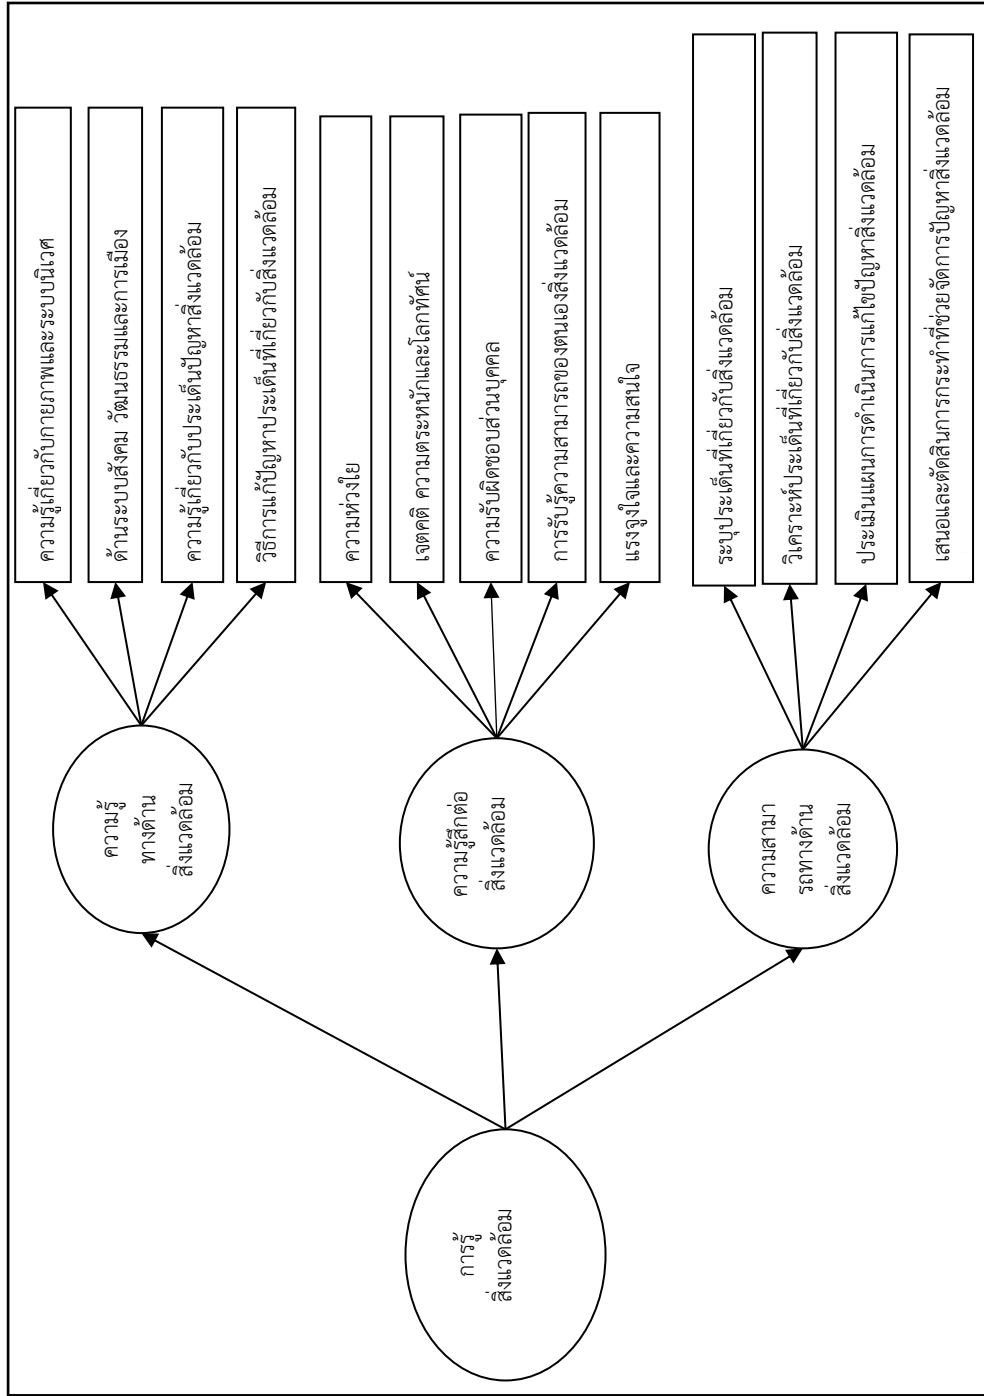 การรู้
สิ่งแวดล้อม
ความรู้
ทางด้าน
สิ่งแวดล้อม
ความรู้เกี่ยวกับกายภาพและระบบนิเวศ
ด้านระบบสังคม วัฒนธรรมและการเมือง
ความรู้เกี่ยวกับประเด็นปัญหาสิ่งแวดล้อม
วิธีการแก้ปัญหาประเด็นที่เกี่ยวกับสิ่งแวดล้อม
ความรู้สึกต่อ
สิ่งแวดล้อม
ความห่วงใย
เจตคติ ความตระหนักและโลกทัศน์
ความรับผิดชอบส่วนบุคคล
การรับรู้ความสามารถของตนเองสิ่งแวดล้อม
แรงจูงใจและความสนใจ
ความสามา
รถทางด้าน
สิ่งแวดล้อม
ระบุประเด็นที่เกี่ยวกับสิ่งแวดล้อม
วิเคราะห์ประเด็นที่เกี่ยวกับสิ่งแวดล้อม
ประเมินแผนการดำเนินการแก้ไขปัญหาสิ่งแวดล้อม
เสนอและตัดสินการกระทำที่ช่วยจัดการปัญหาสิ่งแวดล้อม